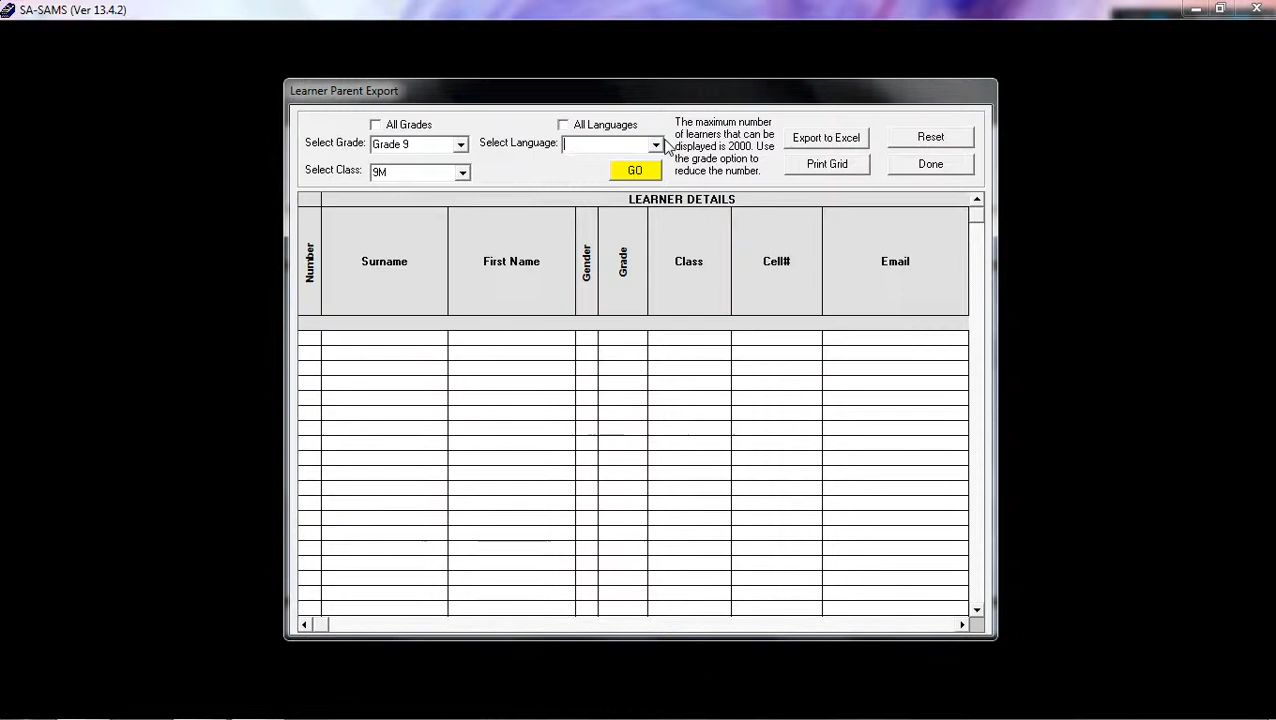 SA-SAMS (Ver 13.4.2)
Learner Parent Export
All Grades
All Languages
Select Grade:
Grade 9
Select Language:
Select Class:
9M
GO
The maximum number
of learners that can be
displayed is 2000. Use
the grade option to
reduce the number.
Export to Excel
Reset
Print Grid
Done
LEARNER DETAILS
Number
Surname
First Name
Gender
Grade
Class
Cell#
Email